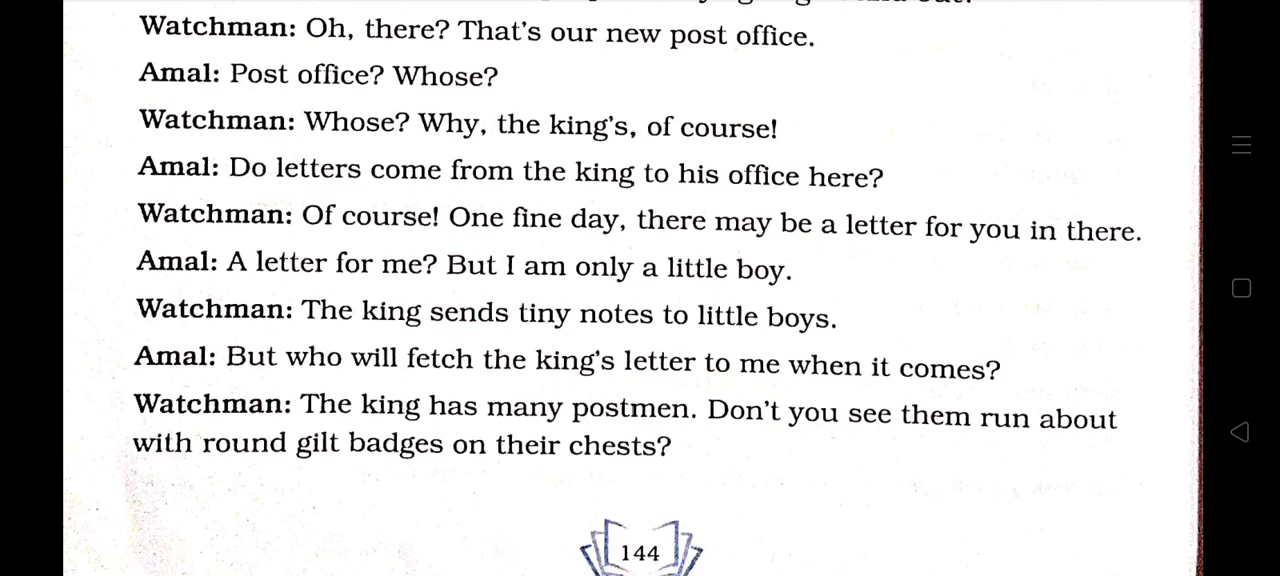 Watchman: Oh, there? That's our new post office.
Amal: Post office? Whose?
Watchman: Whose? Why, the king's, of course!
Amal: Do letters come from the king to his office here?
Watchman: Of course! One fine day, there may be a letter for you in there.
Amal: A letter for me? But I am only a little boy.
Watchman: The king sends tiny notes to little boys.
Amal: But who will fetch the king's letter to me when it comes?
Watchman: The king has many postmen. Don't you see them run about
with round gilt badges on their chests?
144